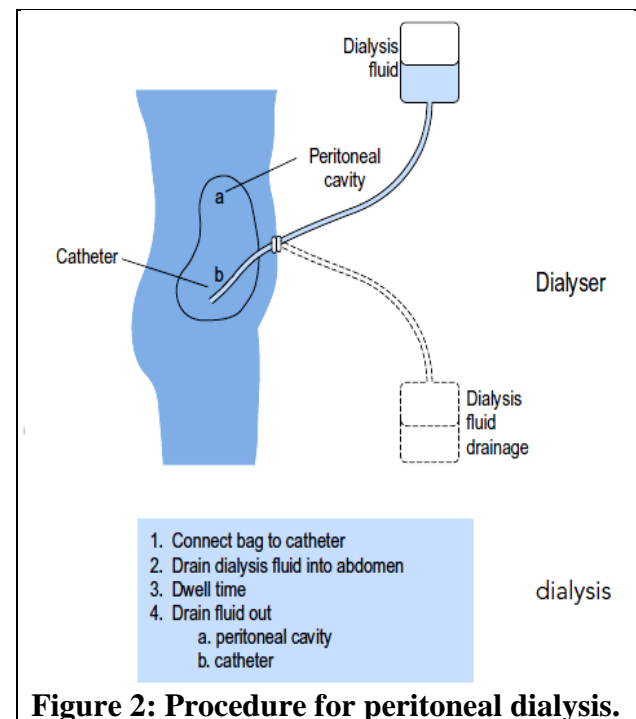 Dialysis
fluid
Peritoneal
cavity
a
Catheter
b
Dialyser
Dialysis
fluid
drainage
1. Connect bag to catheter
2. Drain dialysis fluid into abdomen
3. Dwell time
4. Drain fluid out
a. peritoneal cavity
b. catheter
dialysis
Figure 2: Procedure for peritoneal dialysis.